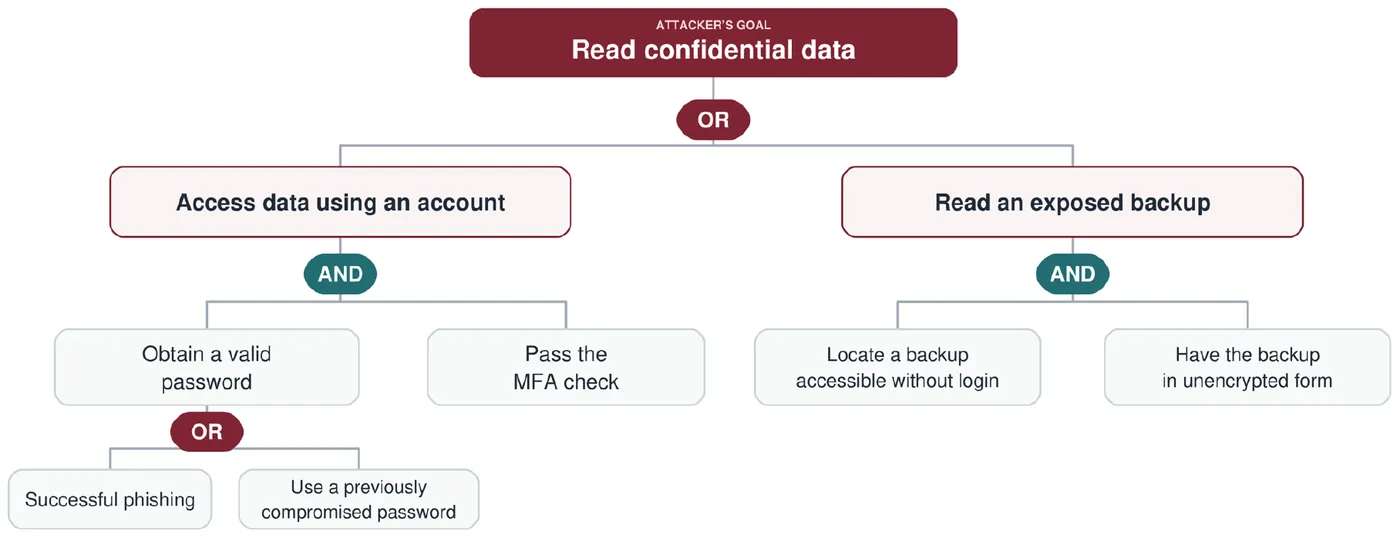 ATTACKER'S GOAL
Read confidential data
OR
Access data using an account
Read an exposed backup
AND
AND
Obtain a valid
password
Pass the
MFA check
Locate a backup
accessible without login
Have the backup
in unencrypted form
OR
Successful phishing
Use a previously
compromised password